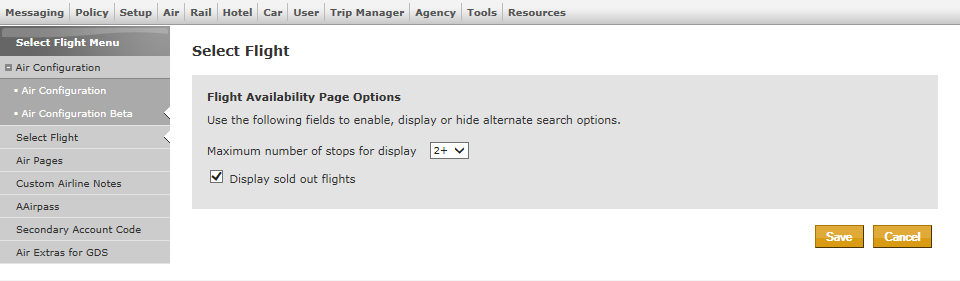 Messaging Policy Setup Air Rail Hotel Car User Trip Manager Agency Tools Resources
Select Flight Menu
Air Configuration
Air Configuration
Air Configuration Beta
Select Flight
Air Pages
Custom Airline Notes
AAirpass
Secondary Account Code
Air Extras for GDS
Select Flight
Flight Availability Page Options
Use the following fields to enable, display or hide alternate search options.
Maximum number of stops for display 2+
Display sold out flights
Save Cancel